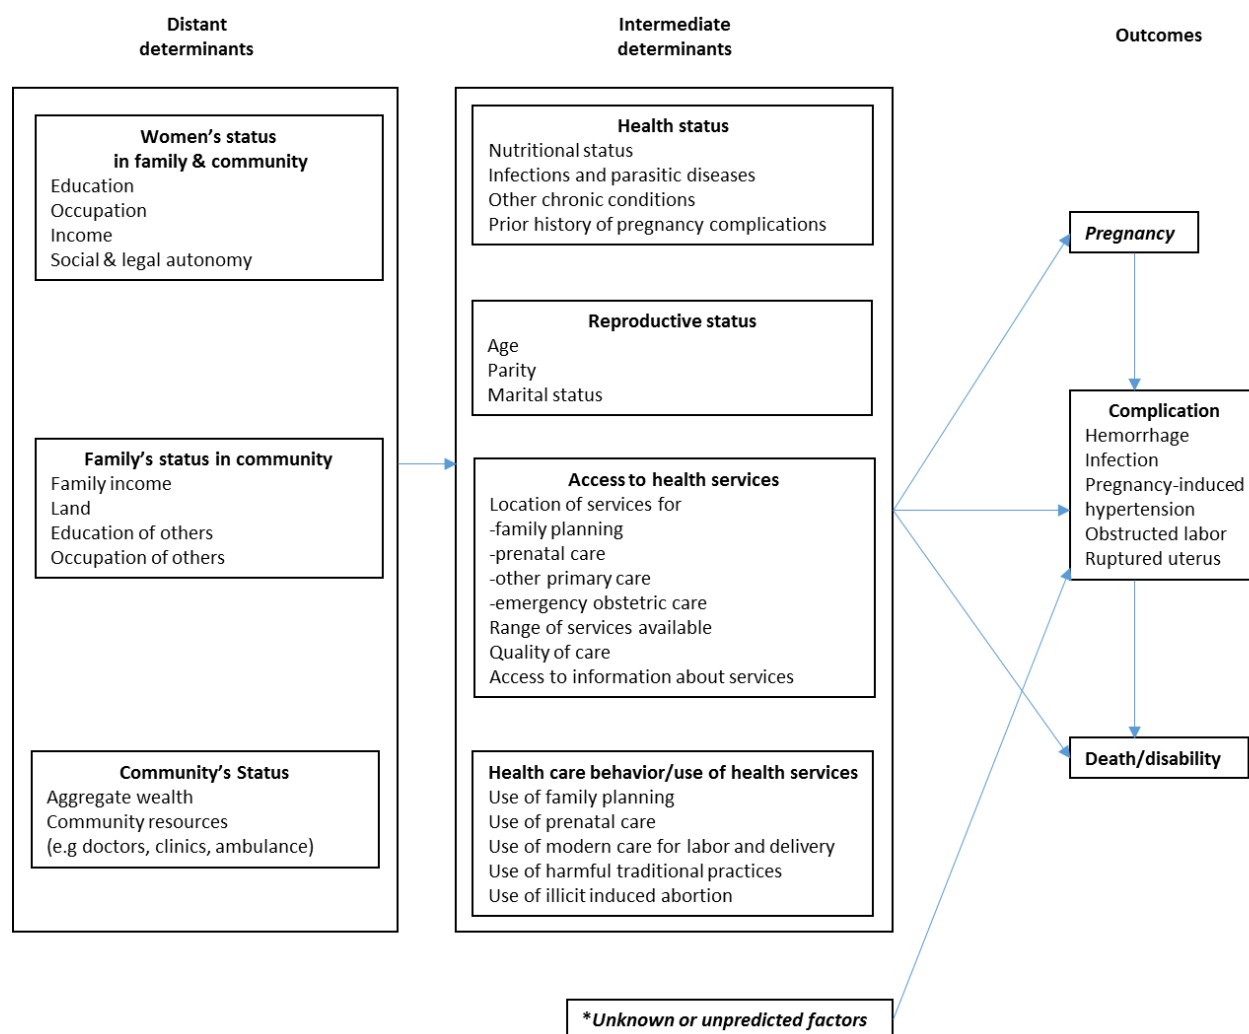 Distant
determinants
Intermediate
determinants
Outcomes
Women's status
in family & community
Education
Occupation
Income
Social & legal autonomy
Family's status in community
Family income
Land
Education of others
Occupation of others
Community's Status
Aggregate wealth
Community resources
(e.g doctors, clinics, ambulance)
Health status
Nutritional status
Infections and parasitic diseases
Other chronic conditions
Prior history of pregnancy complications
Reproductive status
Age
Parity
Marital status
Access to health services
Location of services for
-family planning
-prenatal care
-other primary care
-emergency obstetric care
Range of services available
Quality of care
Access to information about services
Health care behavior/use of health services
Use of family planning
Use of prenatal care
Use of modern care for labor and delivery
Use of harmful traditional practices
Use of illicit induced abortion
*Unknown or unpredicted factors
Pregnancy
Complication
Hemorrhage
Infection
Pregnancy-induced
hypertension
Obstructed labor
Ruptured uterus
Death/disability